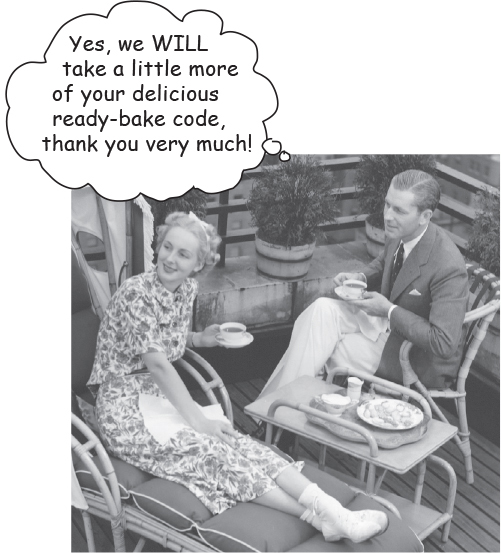 Yes, we WILL
take a little more
of your delicious
ready-bake code,
thank you very much!